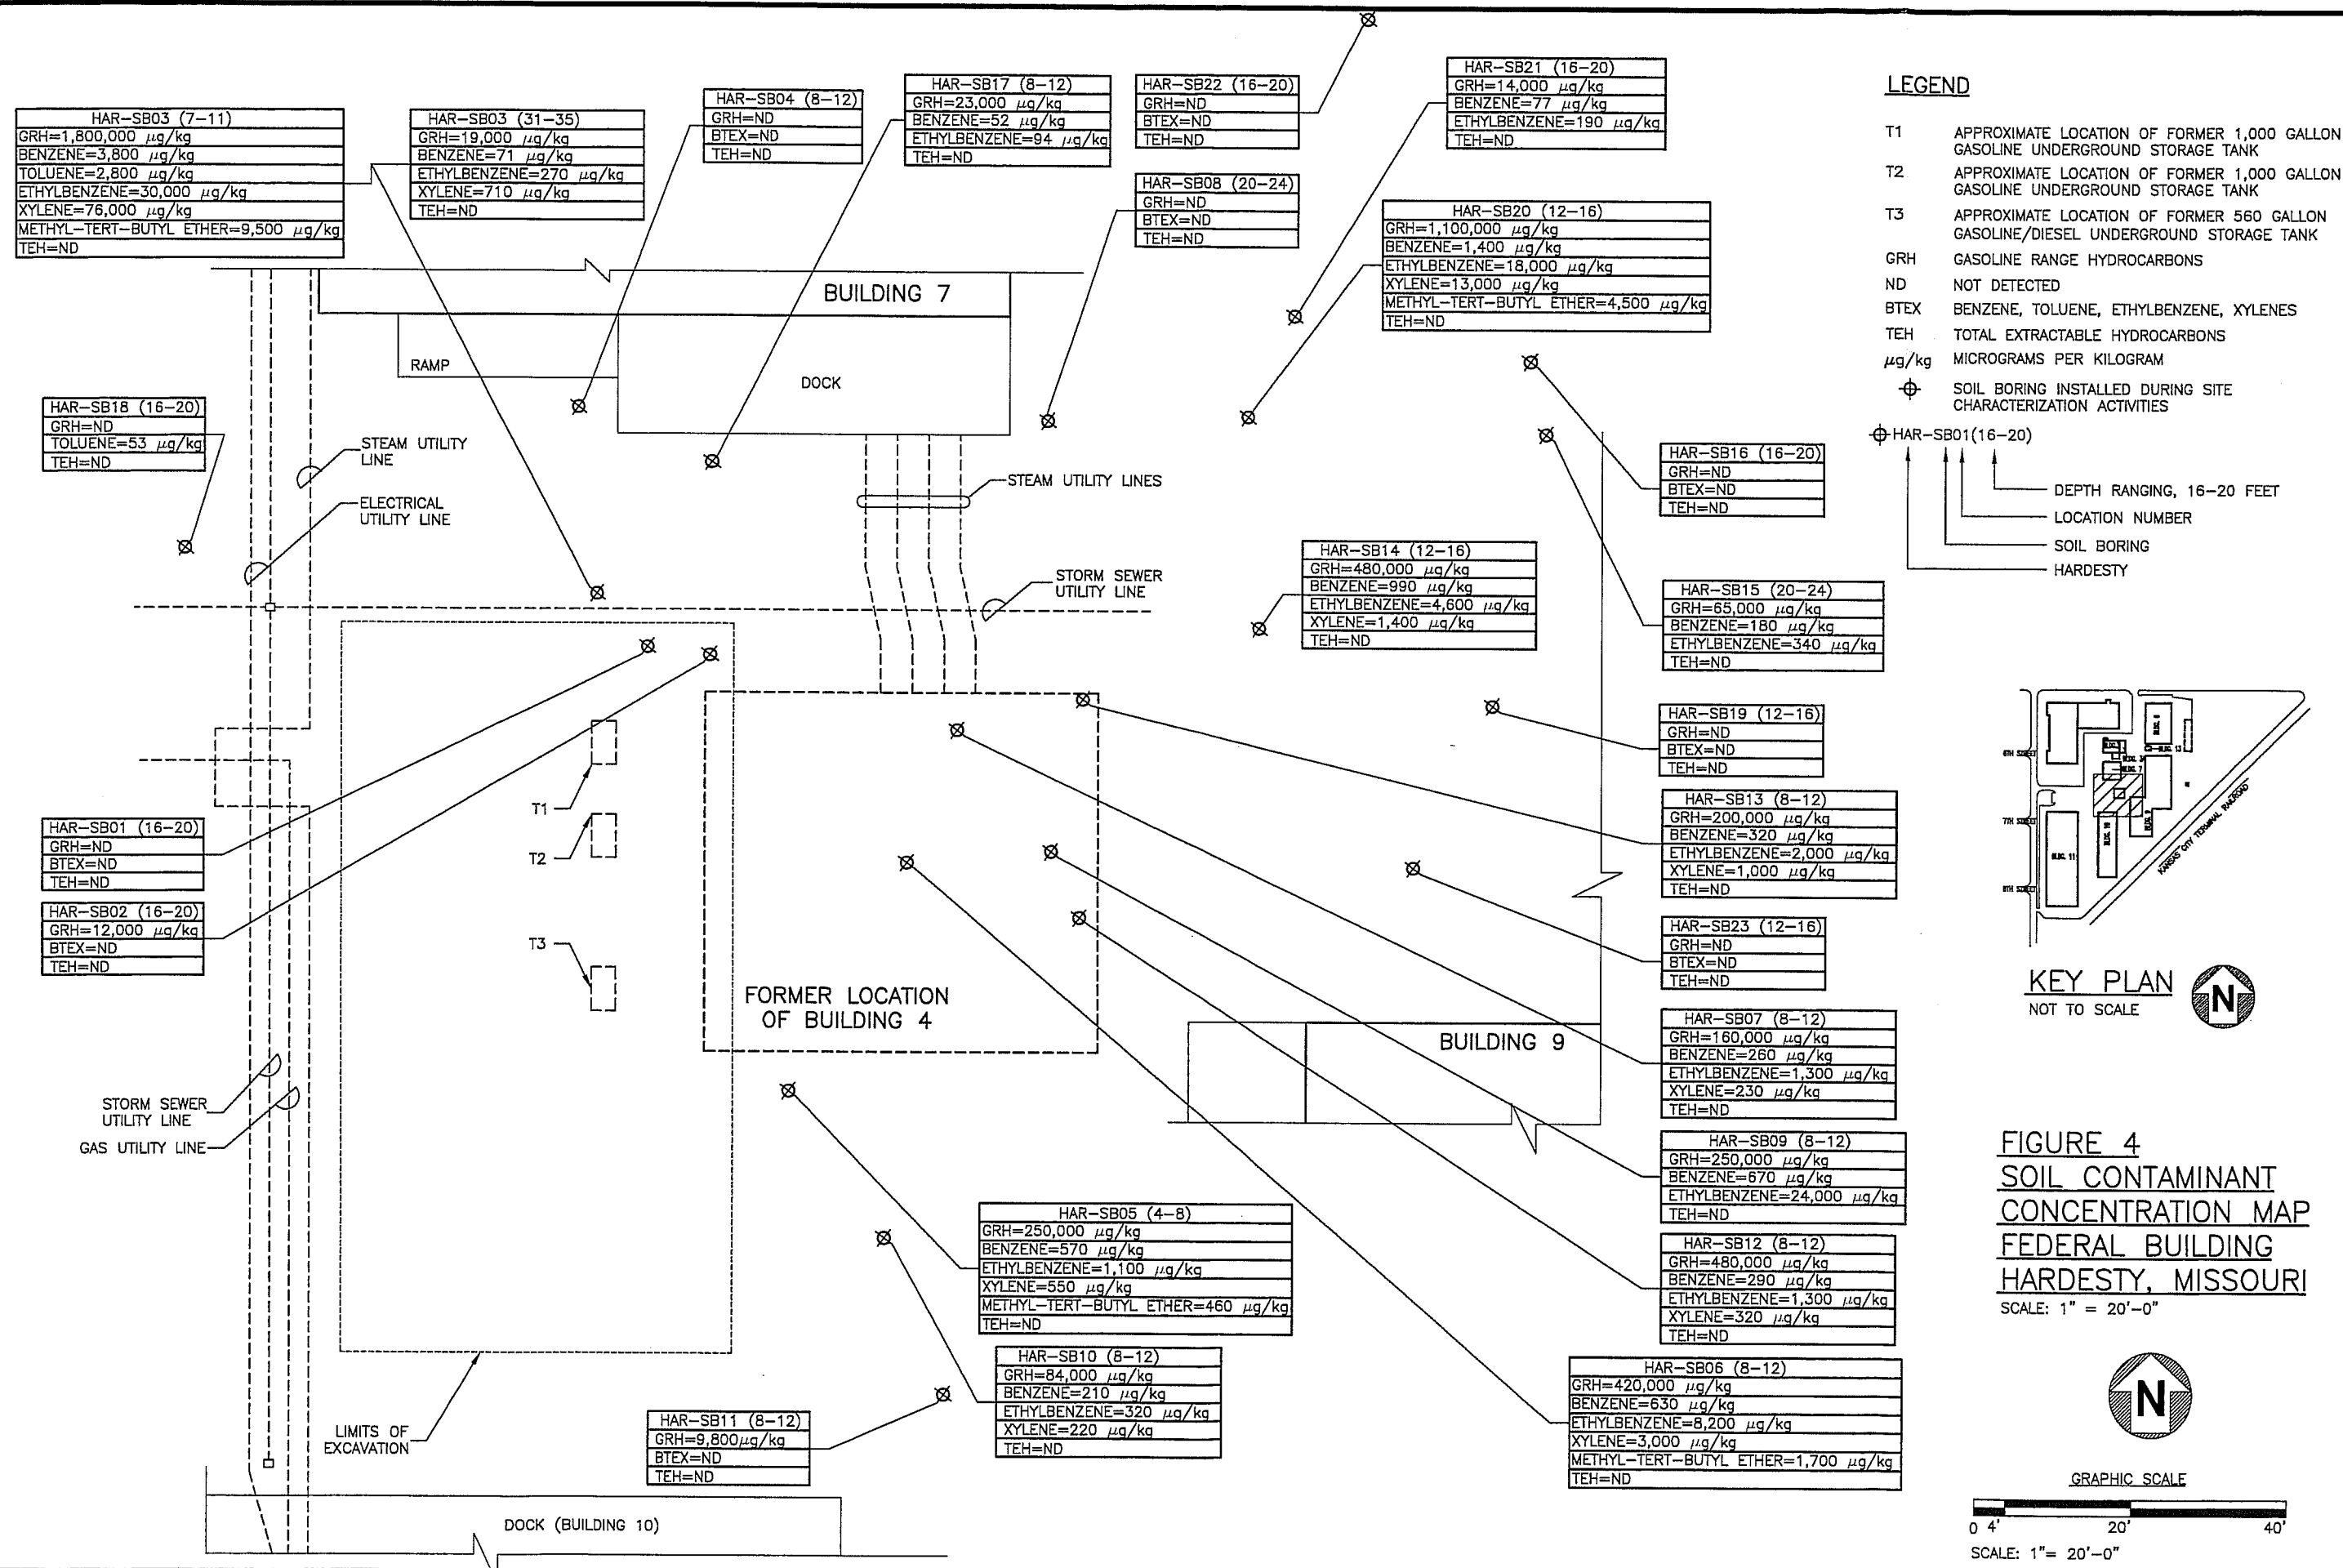 HAR-SB03 (7-11)
GRH=1,800,000 µg/kg
BENZENE=3,800 µg/kg
TOLUENE=2,800 µg/kg
ETHYLBENZENE=30,000 µg/kg
XYLENE=76,000 µg/kg
METHYL-TERT-BUTYL ETHER=9,500 µg/kg
TEH=ND
HAR-SB03 (31-35)
GRH=19,000 µg/kg
BENZENE=71 µg/kg
ETHYLBENZENE=270 µg/kg
XYLENE=710 µg/kg
TEH=ND
HAR-SB04 (8-12)
GRH=ND
BTEX=ND
TEH=ND
HAR-SB17 (8-12)
GRH=23,000 µg/kg
BENZENE=52 µg/kg
ETHYLBENZENE=94 µg/kg
TEH=ND
HAR-SB22 (16-20)
GRH=ND
BTEX=ND
TEH=ND
HAR-SB08 (20-24)
GRH=ND
BTEX=ND
TEH=ND
HAR-SB21 (16-20)
GRH=14,000 µg/kg
BENZENE=77 µg/kg
ETHYLBENZENE=190 µg/kg
TEH=ND
HAR-SB20 (12-16)
GRH=1,100,000 µg/kg
BENZENE=1,400 µg/kg
ETHYLBENZENE=18,000 µg/kg
XYLENE=13,000 µg/kg
METHYL-TERT-BUTYL ETHER=4,500 µg/kg
TEH=ND
LEGEND
T1 APPROXIMATE LOCATION OF FORMER 1,000 GALLON
GASOLINE UNDERGROUND STORAGE TANK
T2 APPROXIMATE LOCATION OF FORMER 1,000 GALLON
GASOLINE UNDERGROUND STORAGE TANK
T3 APPROXIMATE LOCATION OF FORMER 560 GALLON
GASOLINE/DIESEL UNDERGROUND STORAGE TANK
GRH GASOLINE RANGE HYDROCARBONS
ND NOT DETECTED
BTEX BENZENE, TOLUENE, ETHYLBENZENE, XYLENES
TEH TOTAL EXTRACTABLE HYDROCARBONS
µg/kg MICROGRAMS PER KILOGRAM
SOIL BORING INSTALLED DURING SITE
CHARACTERIZATION ACTIVITIES
HAR-SB01(16-20)
DEPTH RANGING, 16-20 FEET
LOCATION NUMBER
SOIL BORING
HARDESTY
BUILDING 7
RAMP
DOCK
HAR-SB18 (16-20)
GRH=ND
TOLUENE=53 µg/kg
TEH=ND
STEAM UTILITY
LINE
ELECTRICAL
UTILITY LINE
STEAM UTILITY LINES
STORM SEWER
UTILITY LINE
HAR-SB16 (16-20)
GRH=ND
BTEX=ND
TEH=ND
HAR-SB14 (12-16)
GRH=480,000 µg/kg
BENZENE=990 µg/kg
ETHYLBENZENE=4,600 µg/kg
XYLENE=1,400 µg/kg
TEH=ND
HAR-SB15 (20-24)
GRH=65,000 µg/kg
BENZENE=180 µg/kg
ETHYLBENZENE=340 µg/kg
TEH=ND
HAR-SB19 (12-16)
GRH=ND
BTEX=ND
TEH=ND
HAR-SB13 (8-12)
GRH=200,000 µg/kg
BENZENE=320 µg/kg
ETHYLBENZENE=2,000 µg/kg
XYLENE=1,000 µg/kg
TEH=ND
HAR-SB23 (12-16)
GRH=ND
BTEX=ND
TEH=ND
HAR-SB07 (8-12)
GRH=160,000 µg/kg
BENZENE=260 µg/kg
ETHYLBENZENE=1,300 µg/kg
XYLENE=230 µg/kg
TEH=ND
HAR-SB09 (8-12)
GRH=250,000 µg/kg
BENZENE=670 µg/kg
ETHYLBENZENE=24,000 µg/kg
TEH=ND
HAR-SB12 (8-12)
GRH=480,000 µg/kg
BENZENE=290 µg/kg
ETHYLBENZENE=1,300 µg/kg
XYLENE=320 µg/kg
TEH=ND
HAR-SB06 (8-12)
GRH=420,000 µg/kg
BENZENE=630 µg/kg
ETHYLBENZENE=8,200 µg/kg
XYLENE=3,000 µg/kg
METHYL-TERT-BUTYL ETHER=1,700 µg/kg
TEH=ND
T1
T2
T3
HAR-SB01 (16-20)
GRH=ND
BTEX=ND
TEH=ND
HAR-SB02 (16-20)
GRH=12,000 µg/kg
BTEX=ND
TEH=ND
FORMER LOCATION
OF BUILDING 4
BUILDING 9
STORM SEWER
UTILITY LINE
GAS UTILITY LINE
HAR-SB05 (4-8)
GRH=250,000 µg/kg
BENZENE=570 µg/kg
ETHYLBENZENE=1,100 µg/kg
XYLENE=550 µg/kg
METHYL-TERT-BUTYL ETHER=460 µg/kg
TEH=ND
HAR-SB10 (8-12)
GRH=84,000 µg/kg
BENZENE=210 µg/kg
ETHYLBENZENE=320 µg/kg
XYLENE=220 µg/kg
TEH=ND
HAR-SB11 (8-12)
GRH=9,800µg/kg
BTEX=ND
TEH=ND
LIMITS OF
EXCAVATION
DOCK (BUILDING 10)
6TH STREET
7TH STREET
8TH STREET
BLDG. 6
BLDG. 13
BLDG. 7
BLDG. 9
BLDG. 10
BLDG. 11
KANSAS CITY TERMINAL RAILROAD
KEY PLAN
NOT TO SCALE
N
FIGURE 4
SOIL CONTAMINANT
CONCENTRATION MAP
FEDERAL BUILDING
HARDESTY, MISSOURI
SCALE: 1" = 20'-0"
N
GRAPHIC SCALE
0 4' 20' 40'
SCALE: 1"= 20'-0"